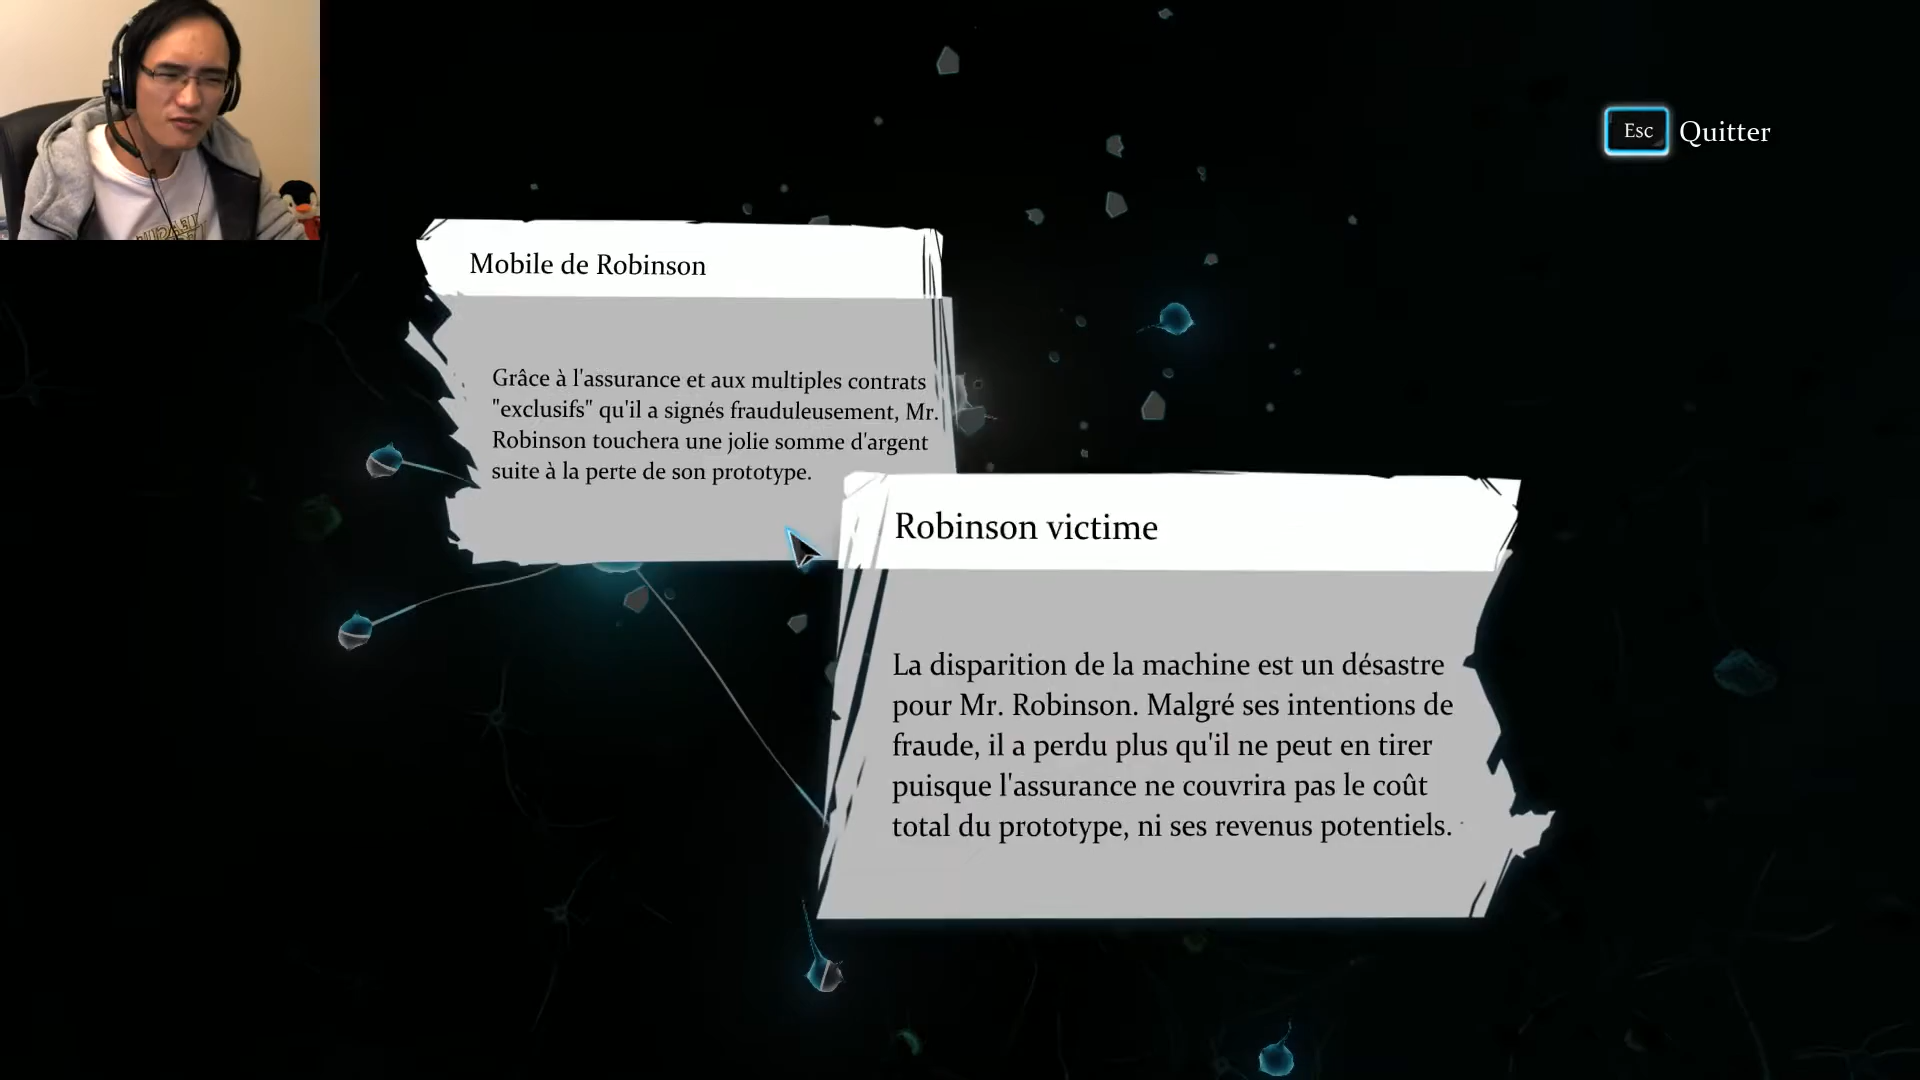 Esc Quitter
Mobile de Robinson
Grâce à l'assurance et aux multiples contrats
"exclusifs" qu'il a signés frauduleusement, Mr.
Robinson touchera une jolie somme d'argent
suite à la perte de son prototype.
Robinson victime
La disparition de la machine est un désastre
pour Mr. Robinson. Malgré ses intentions de
fraude, il a perdu plus qu'il ne peut en tirer
puisque l'assurance ne couvrira pas le coût
total du prototype, ni ses revenus potentiels.